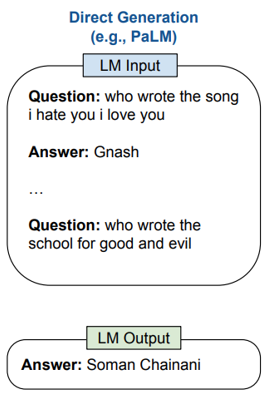 Direct Generation
(e.g., PaLM)
LM Input
Question: who wrote the song
i hate you i love you
Answer: Gnash
...
Question: who wrote the
school for good and evil
LM Output
Answer: Soman Chainani